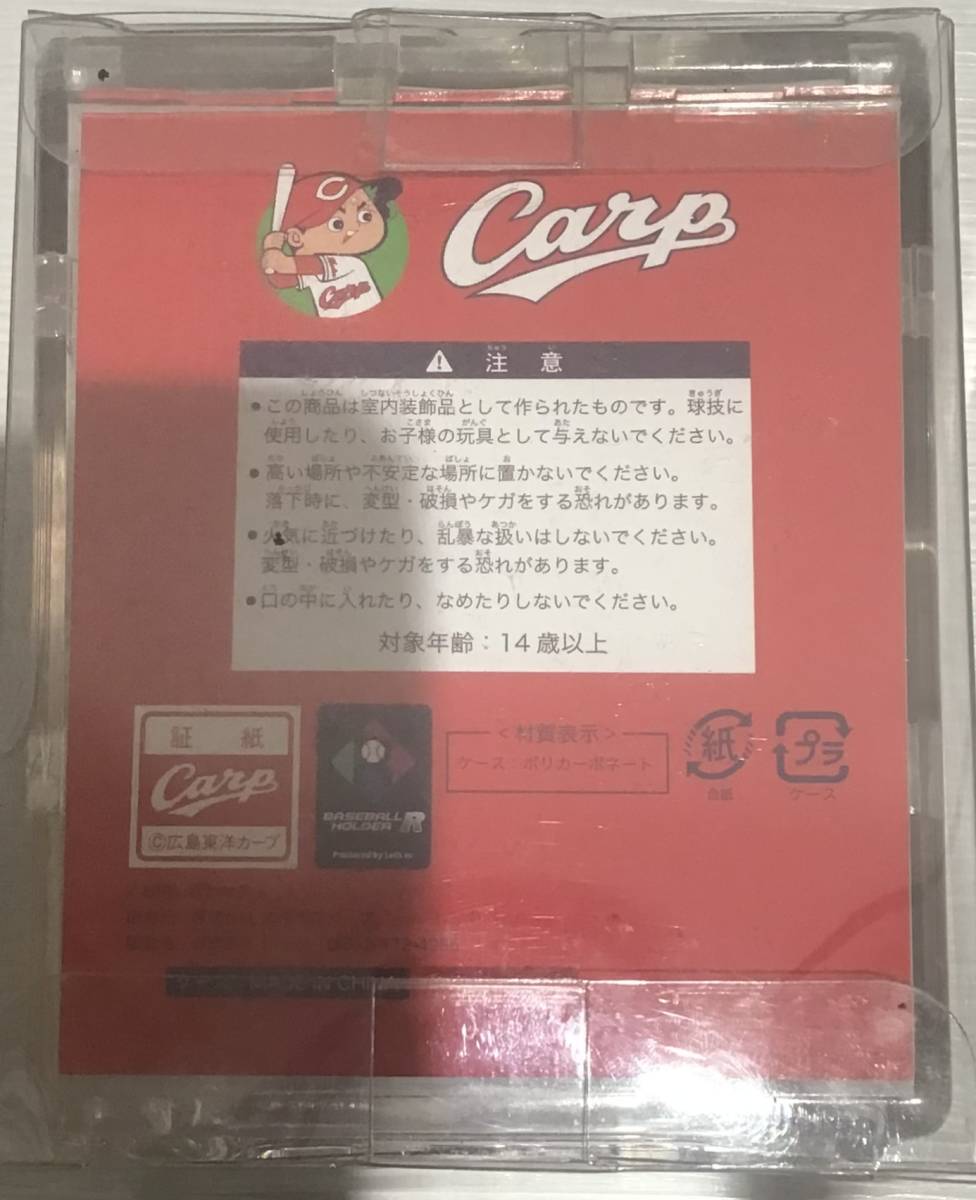 Carp
C
Carp
注意
●この商品は室内装飾品として作られたものです。球技に
使用したり、お子様の玩具として与えないでください。
●高い場所や不安定な場所に置かないでください。
落下時に、変型・破損やケガをする恐れがあります。
●火気に近づけたり、乱暴な扱いはしないでください。
変型・破損やケガをする恐れがあります。
●口の中に入れたり、なめたりしないでください。
対象年齢：14歳以上
証紙
Carp
©広島東洋カープ
BASEBALL
HOLDER R
Produced by
<材質表示>
ケース：ポリカーボネート
紙
台紙
プラ
ケース
MADE IN CHINA